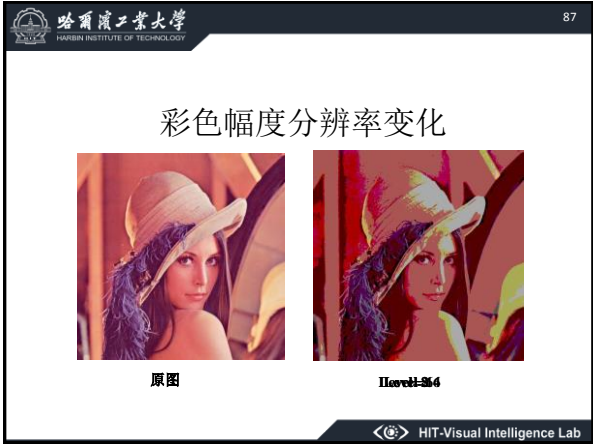 哈爾濱工業大學
HARBIN INSTITUTE OF TECHNOLOGY
87
彩色幅度分辨率变化
原图
HIT-Visual Intelligence Lab